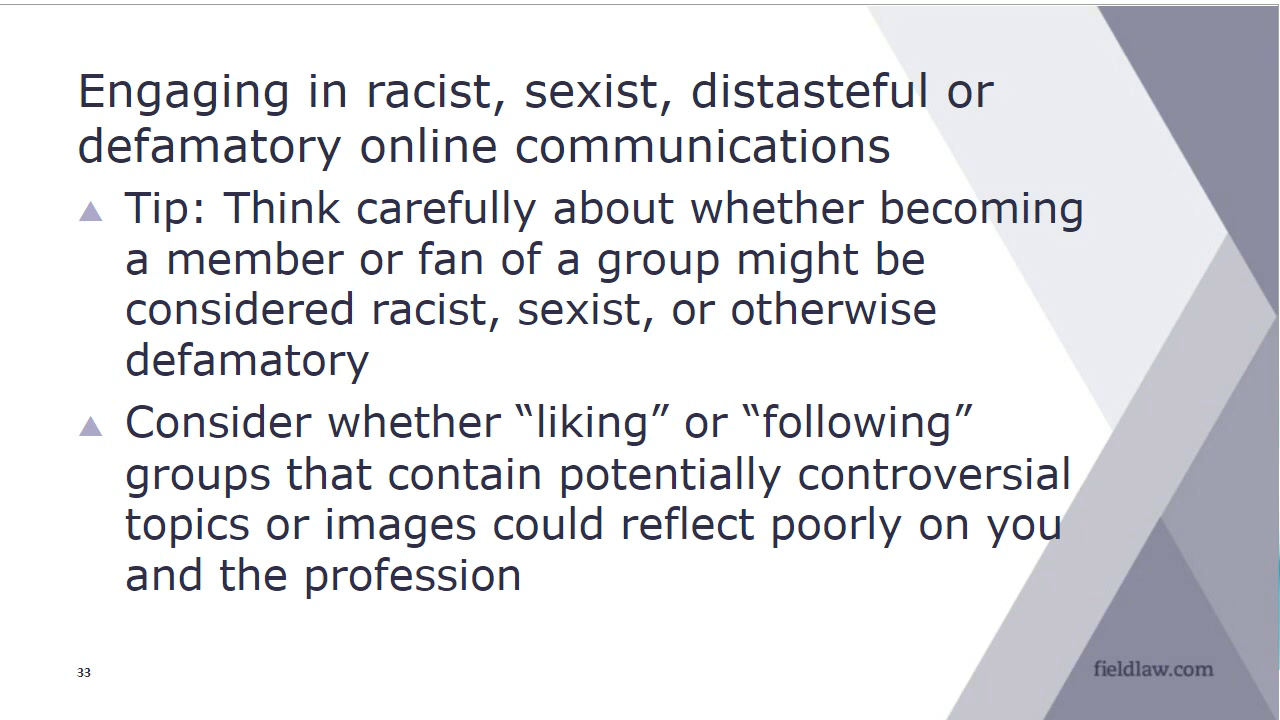 Engaging in racist, sexist, distasteful or
defamatory online communications
Tip: Think carefully about whether becoming
a member or fan of a group might be
considered racist, sexist, or otherwise
defamatory
Consider whether “liking” or “following”
groups that contain potentially controversial
topics or images could reflect poorly on you
and the profession
33
fieldlaw.com